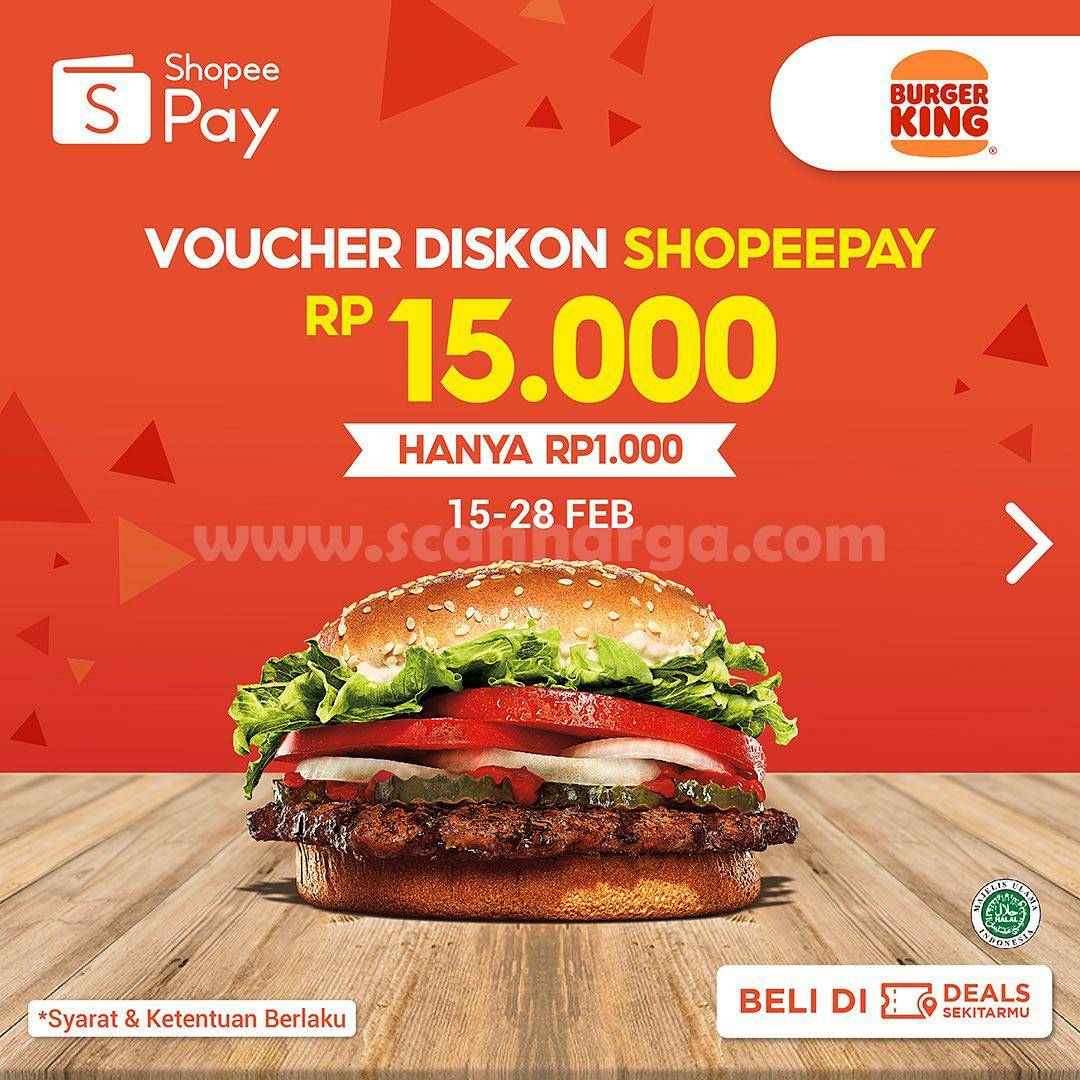 Shopee
Pay
BURGER
KING
®
VOUCHER DISKON SHOPEEPAY
RP 15.000
HANYA RP1.000
15-28 FEB
www.scanharga.com
MAJELIS ULAMA
حلال
HALAL
INDONESIA
*Syarat & Ketentuan Berlaku
BELI DI DEALS
SEKITARMU